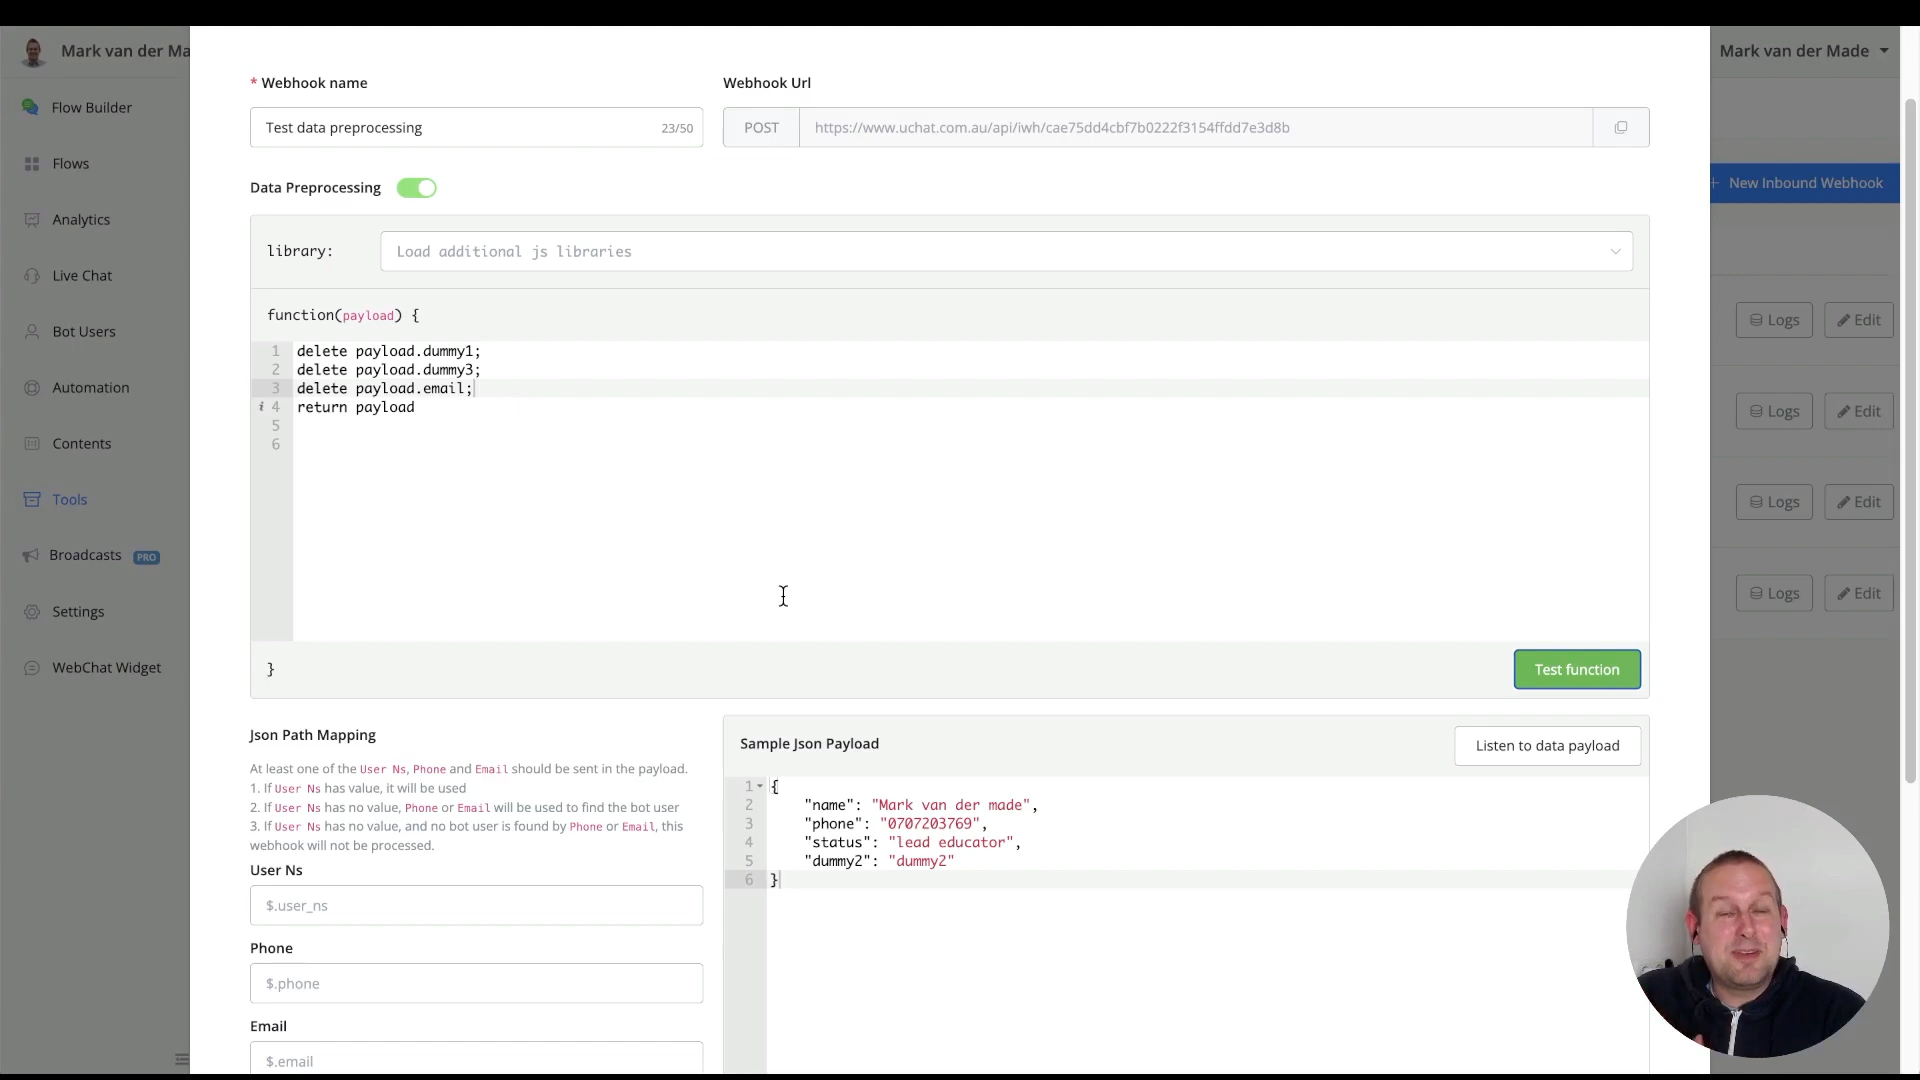 Mark van der Ma
Flow Builder
Flows
Analytics
Live Chat
Bot Users
Automation
Contents
Tools
Broadcasts PRO
Settings
WebChat Widget
* Webhook name
Test data preprocessing 23/50
Webhook Url
POST https://www.uchat.com.au/api/iwh/cae75dd4cbf7b0222f3154ffdd7e3d8b
Data Preprocessing
library: Load additional js libraries
function(payload) {
1 delete payload.dummy1;
2 delete payload.dummy3;
3 delete payload.email;
i 4 return payload
5
6
}
Test function
Json Path Mapping
At least one of the User Ns, Phone and Email should be sent in the payload.
1. If User Ns has value, it will be used
2. If User Ns has no value, Phone or Email will be used to find the bot user
3. If User Ns has no value, and no bot user is found by Phone or Email, this
webhook will not be processed.
User Ns
$.user_ns
Phone
$.phone
Email
$.email
Sample Json Payload
Listen to data payload
1 {
2 "name": "Mark van der made",
3 "phone": "0707203769",
4 "status": "lead educator",
5 "dummy2": "dummy2"
6 }
Mark van der Made
+ New Inbound Webhook
Logs Edit
Logs Edit
Logs Edit
Logs Edit